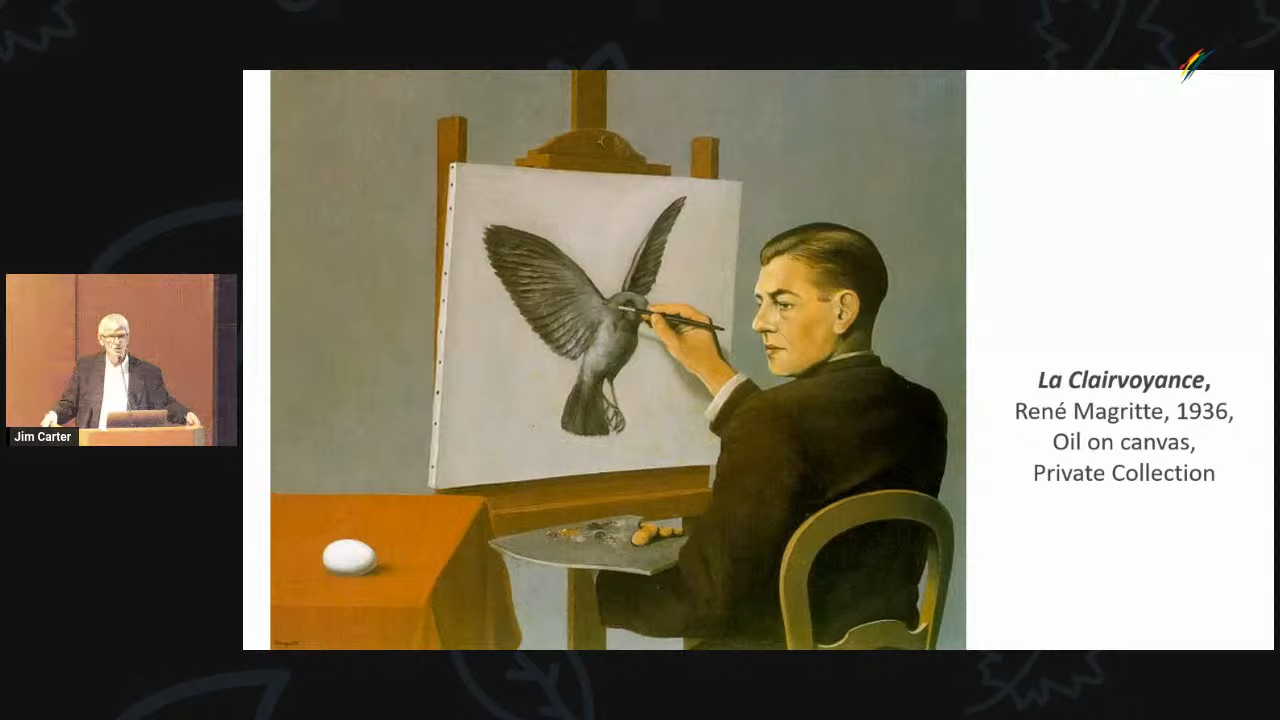 Jim Carter
La Clairvoyance,
René Magritte, 1936,
Oil on canvas,
Private Collection